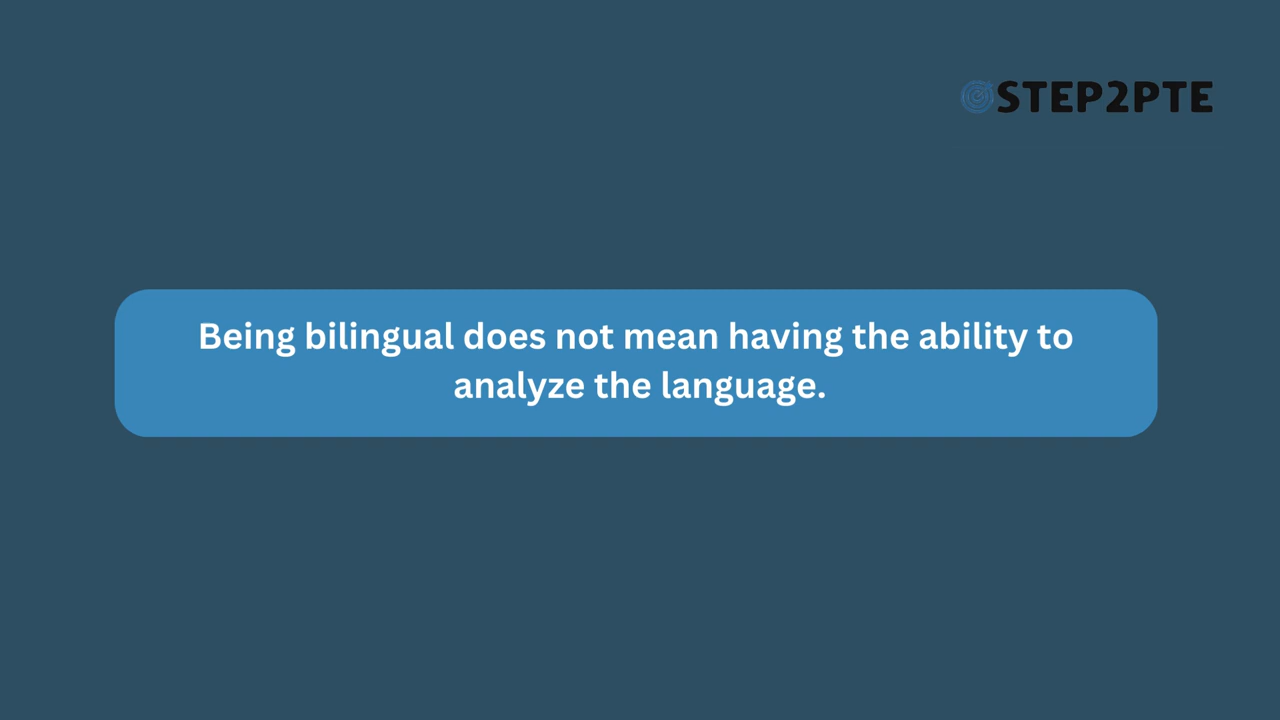 STEP2PTE
Being bilingual does not mean having the ability to
analyze the language.